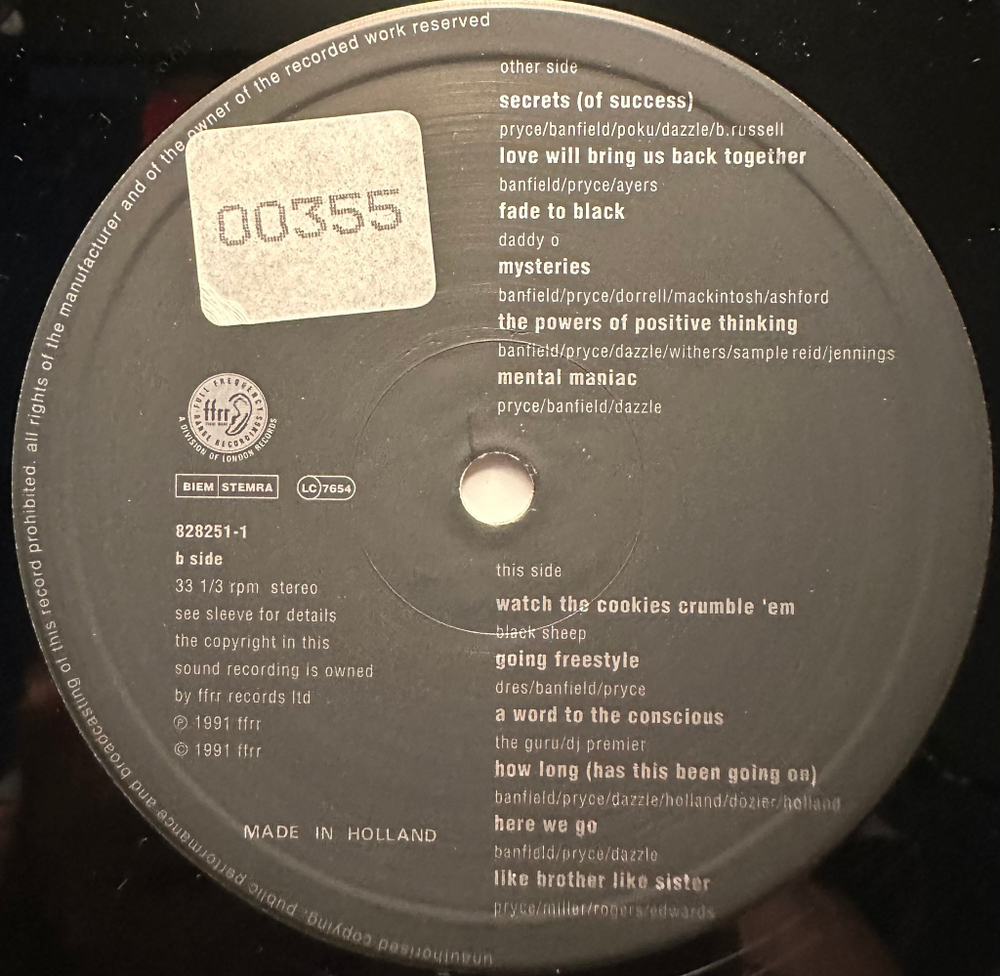 unauthorised copying, public performance and broadcasting of this record prohibited. all rights of the manufacturer and of the owner of the recorded work reserved
00355
FULL FREQUENCY
ffrr
RANGE RECORDINGS
A DIVISION OF LONDON RECORDS
BIEM STEMRA LC 7654
828251-1
b side
33 1/3 rpm stereo
see sleeve for details
the copyright in this
sound recording is owned
by ffrr records ltd
℗ 1991 ffrr
© 1991 ffrr
MADE IN HOLLAND
other side
secrets (of success)
pryce/banfield/poku/dazzle/b.russell
love will bring us back together
banfield/pryce/ayers
fade to black
daddy o
mysteries
banfield/pryce/dorrell/mackintosh/ashford
the powers of positive thinking
banfield/pryce/dazzle/withers/sample reid/jennings
mental maniac
pryce/banfield/dazzle
this side
watch the cookies crumble 'em
black sheep
going freestyle
dres/banfield/pryce
a word to the conscious
the guru/dj premier
how long (has this been going on)
banfield/pryce/dazzle/holland/dozier/holland
here we go
banfield/pryce/dazzle
like brother like sister
pryce/miller/rogers/edwards